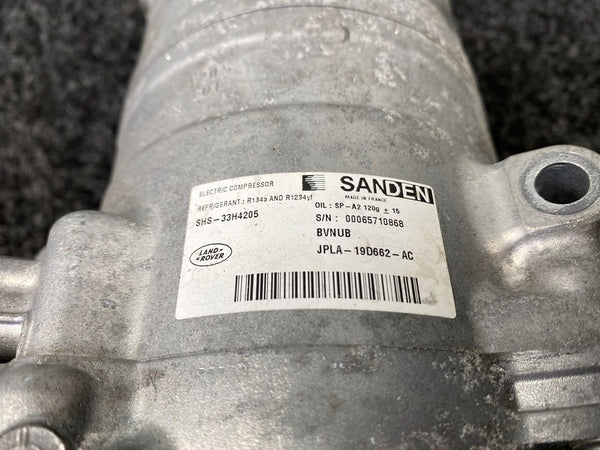 SANDEN
MADE IN FRANCE
ELECTRIC COMPRESSOR
REFRIGERANT : R134a AND R1234yf
OIL : SP-A2 120g ± 15
SHS-33H4205
S/N : 00065710868
BVNUB
JPLA-19D662-AC
LAND-
-ROVER